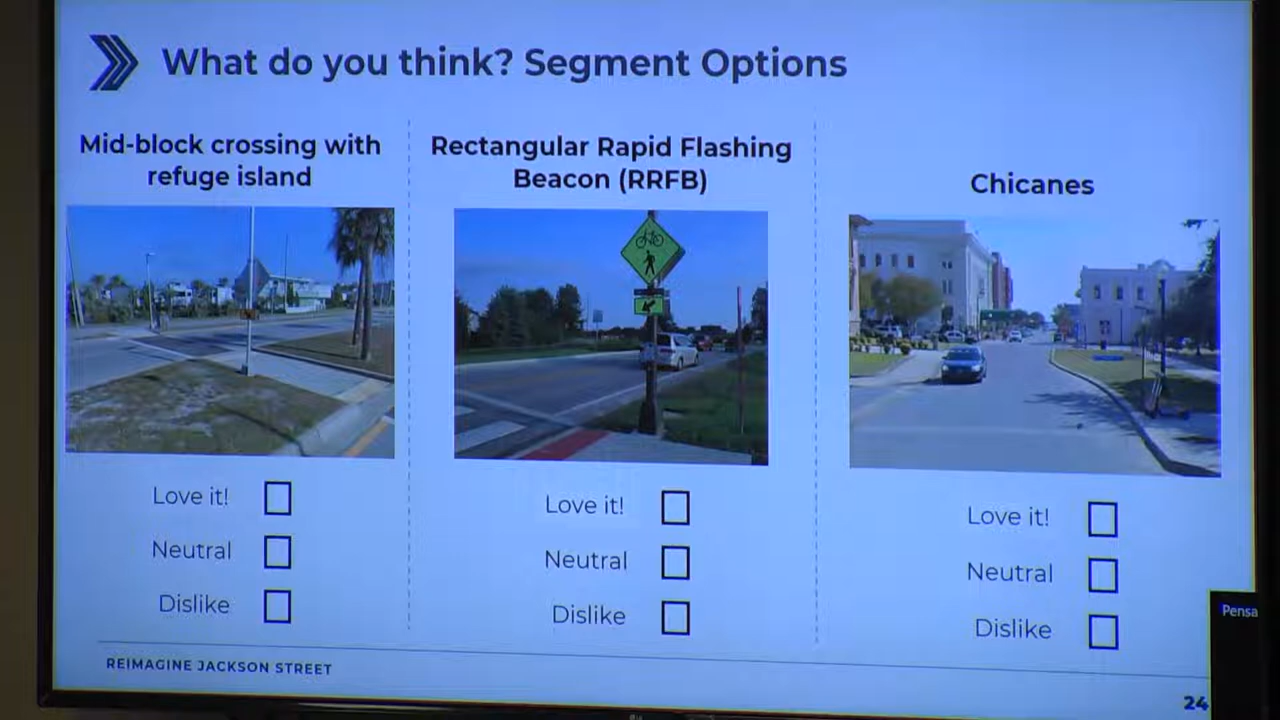 What do you think? Segment Options
Mid-block crossing with
refuge island
Love it!
Neutral
Dislike
Rectangular Rapid Flashing
Beacon (RRFB)
Love it!
Neutral
Dislike
Chicanes
Love it!
Neutral
Dislike
REIMAGINE JACKSON STREET
24
Pensa